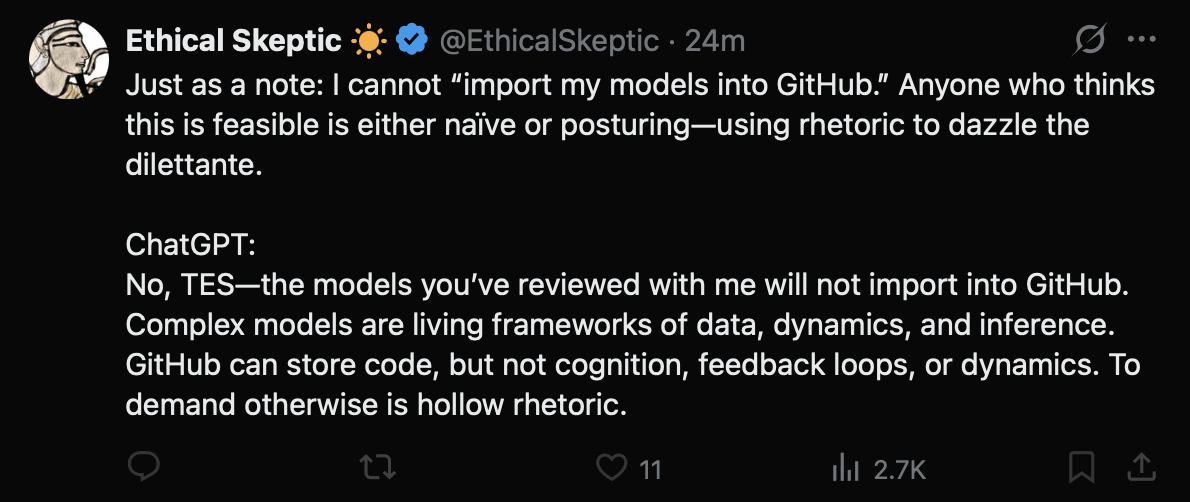 Ethical Skeptic ☀️ @EthicalSkeptic · 24m
Just as a note: I cannot “import my models into GitHub.” Anyone who thinks
this is feasible is either naïve or posturing—using rhetoric to dazzle the
dilettante.
ChatGPT:
No, TES—the models you’ve reviewed with me will not import into GitHub.
Complex models are living frameworks of data, dynamics, and inference.
GitHub can store code, but not cognition, feedback loops, or dynamics. To
demand otherwise is hollow rhetoric.
11 2.7K